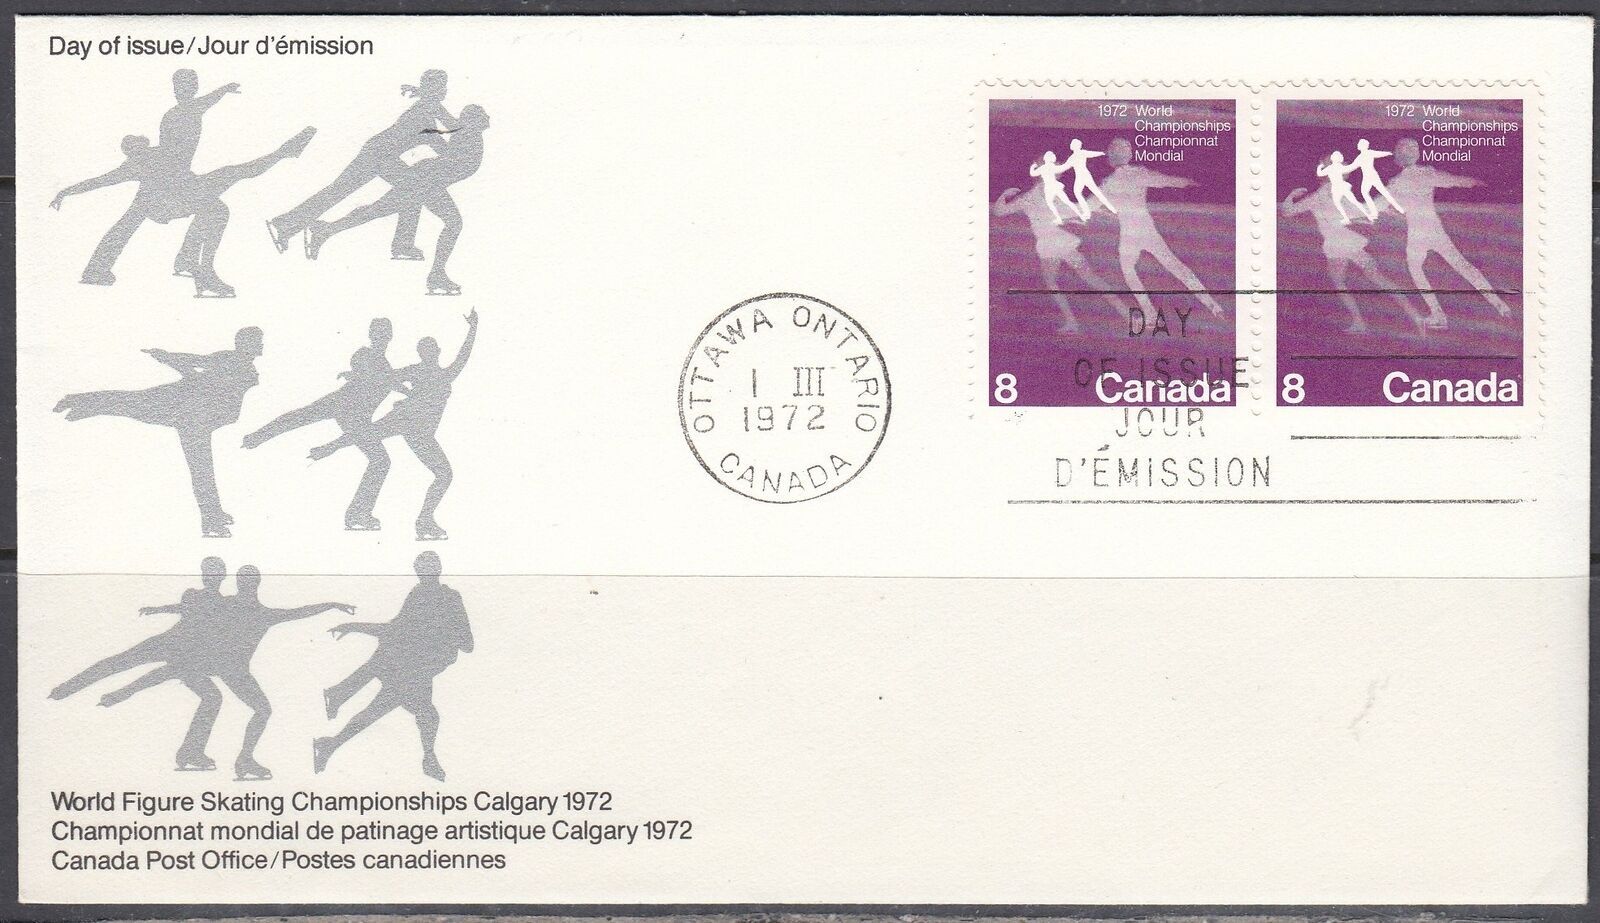 Day of issue/Jour d'émission
1972 World
Championships
Championnat
Mondial
8 Canada
1972 World
Championships
Championnat
Mondial
8 Canada
OTTAWA ONTARIO
1 III
1972
CANADA
DAY
OF ISSUE
JOUR
D'ÉMISSION
World Figure Skating Championships Calgary 1972
Championnat mondial de patinage artistique Calgary 1972
Canada Post Office/Postes canadiennes